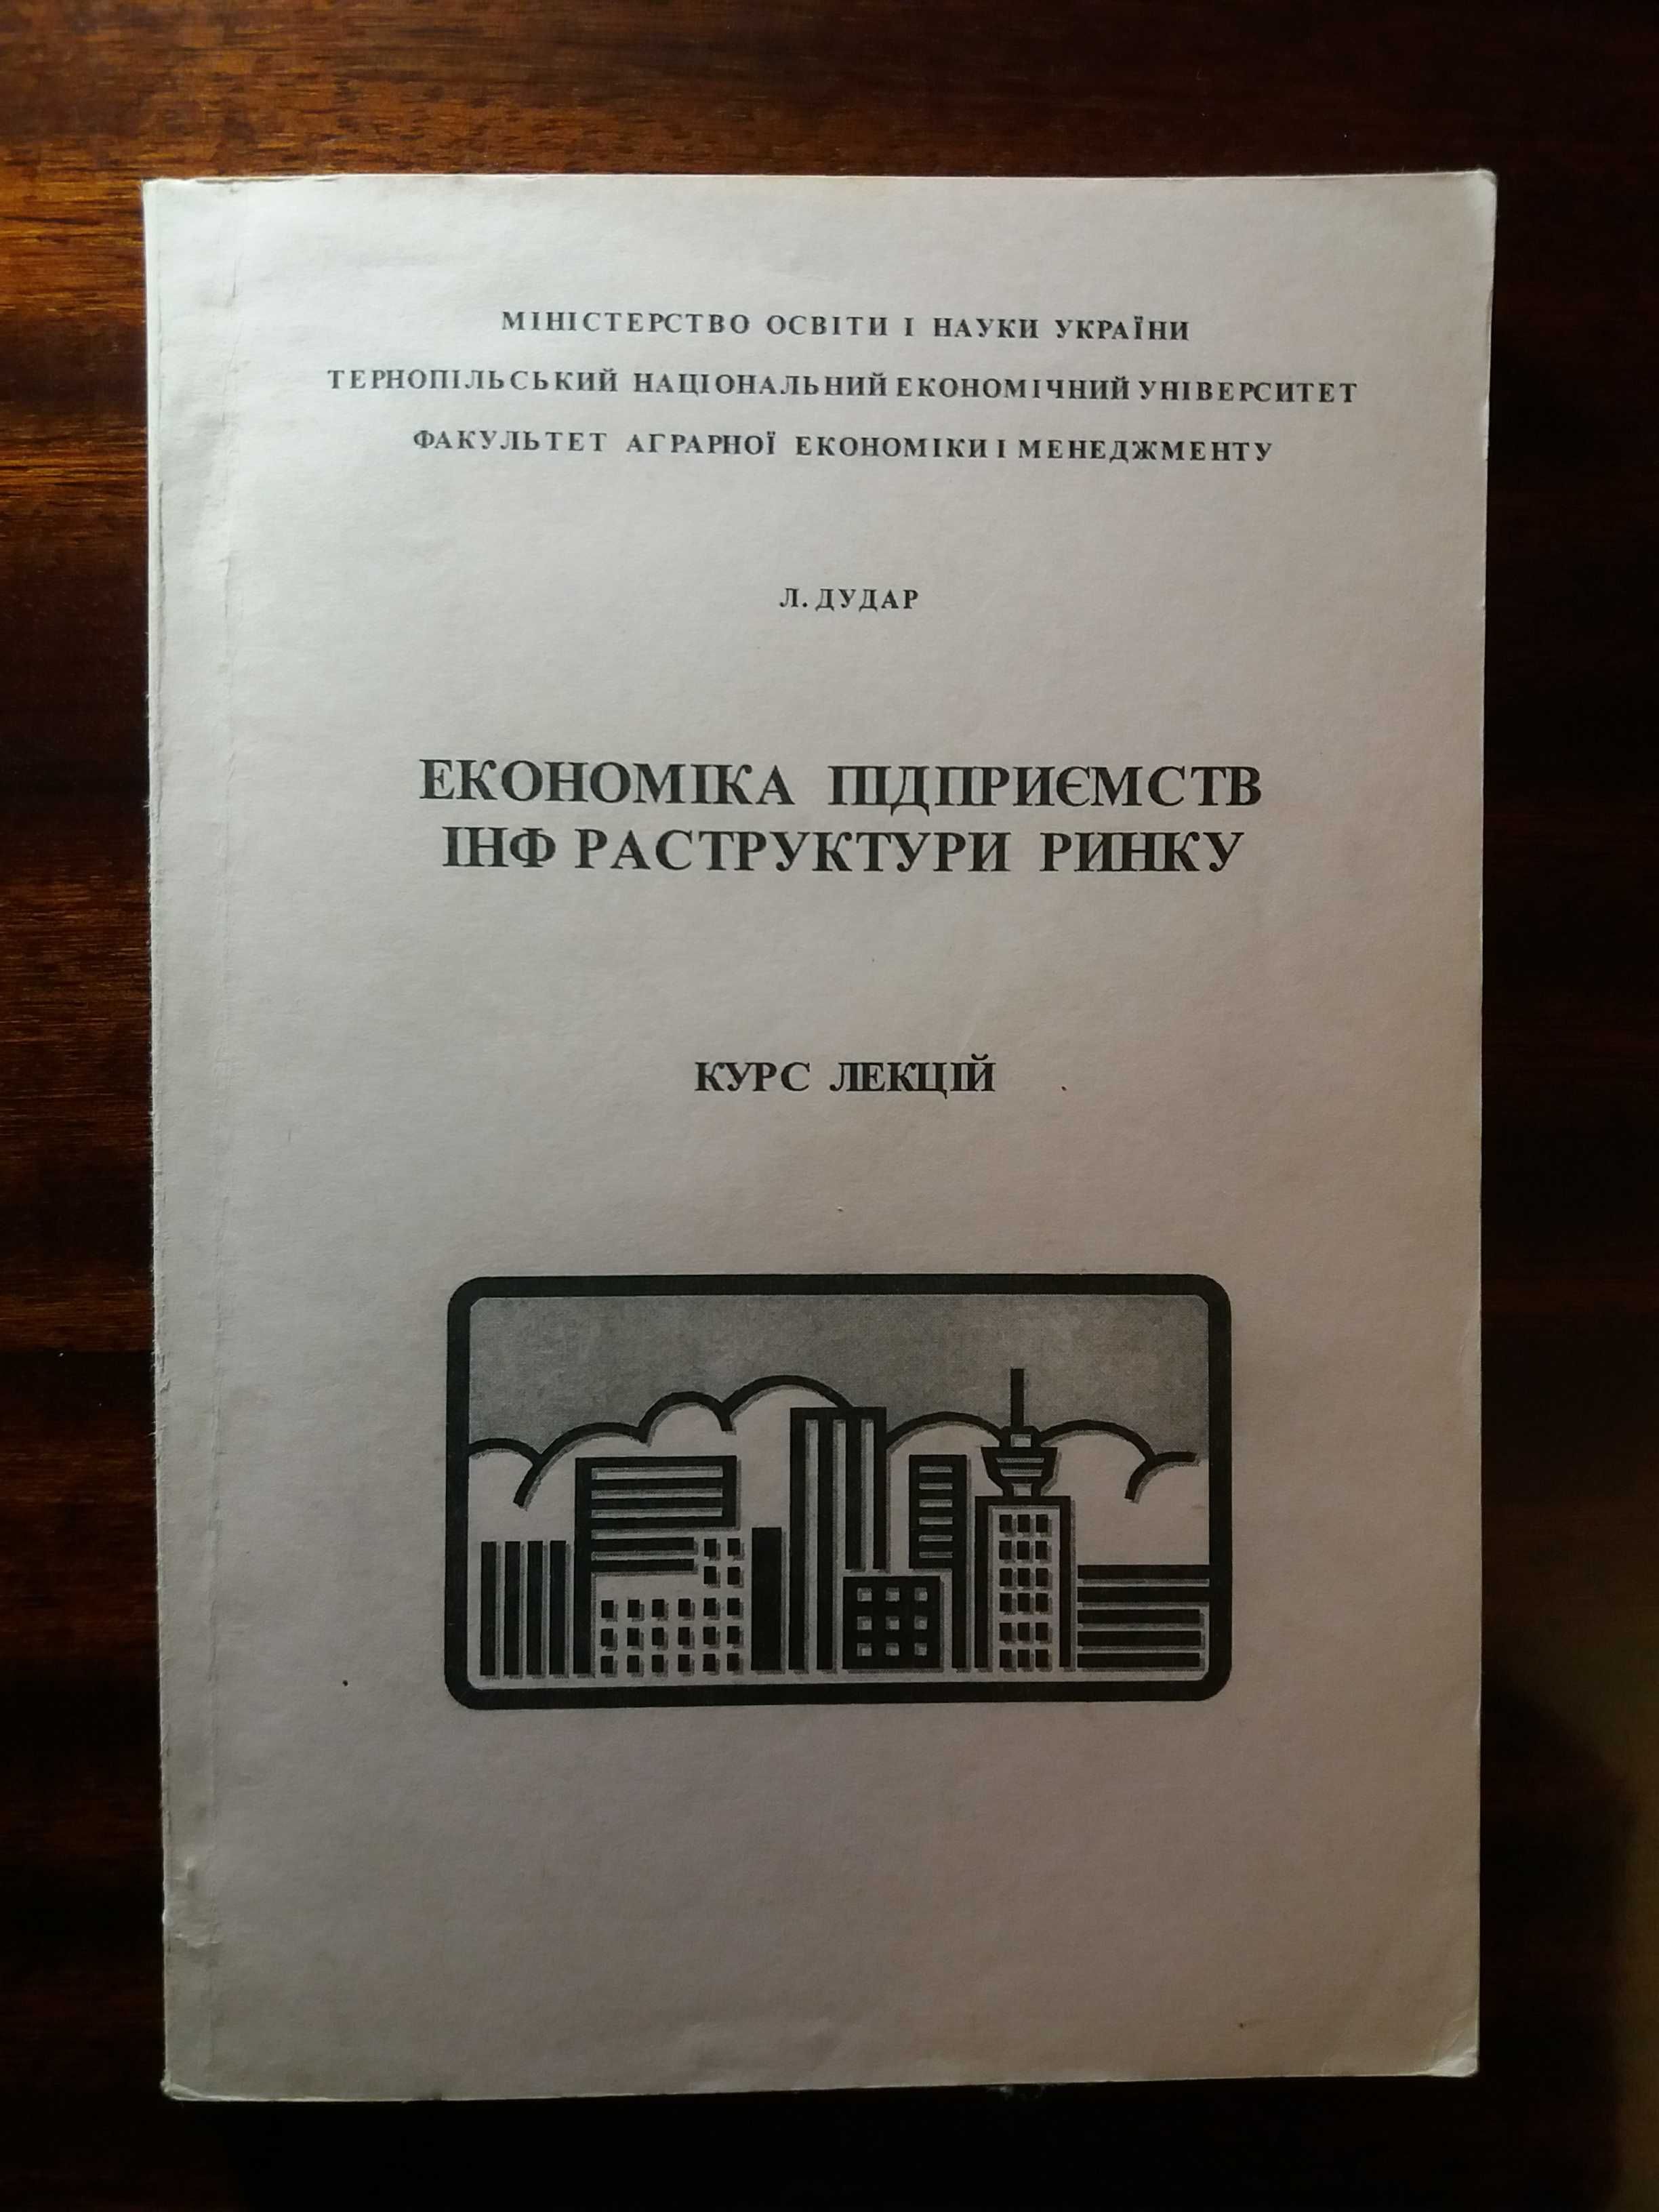 МІНІСТЕРСТВО ОСВІТИ І НАУКИ УКРАЇНИ
ТЕРНОПІЛЬСЬКИЙ НАЦІОНАЛЬНИЙ ЕКОНОМІЧНИЙ УНІВЕРСИТЕТ
ФАКУЛЬТЕТ АГРАРНОЇ ЕКОНОМІКИ І МЕНЕДЖМЕНТУ
Л. ДУДАР
ЕКОНОМІКА ПІДПРИЄМСТВ
ІНФРАСТРУКТУРИ РИНКУ
КУРС ЛЕКЦІЙ